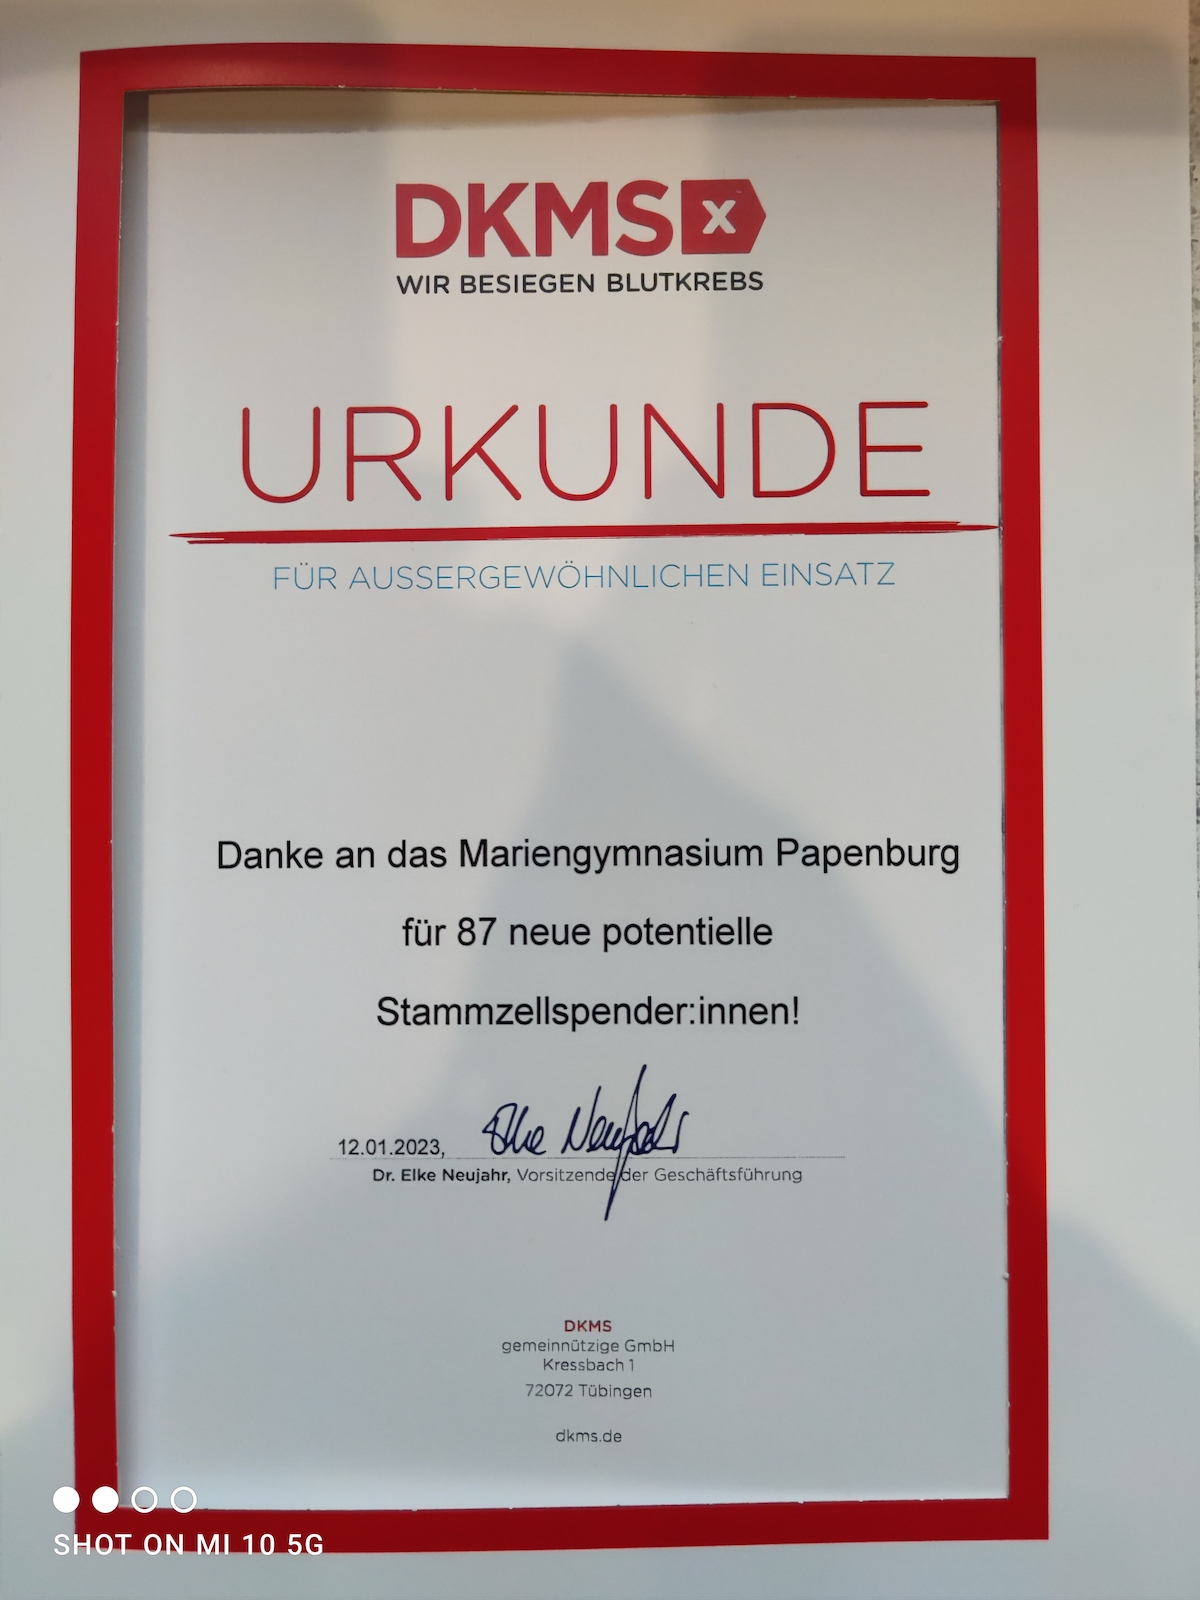 DKMS x
WIR BESIEGEN BLUTKREBS
URKUNDE
FÜR AUSSERGEWÖHNLICHEN EINSATZ
Danke an das Mariengymnasium Papenburg
für 87 neue potentielle
Stammzellspender:innen!
12.01.2023, Elke Neujahr
Dr. Elke Neujahr, Vorsitzende der Geschäftsführung
DKMS
gemeinnützige GmbH
Kressbach 1
72072 Tübingen
dkms.de
SHOT ON MI 10 5G